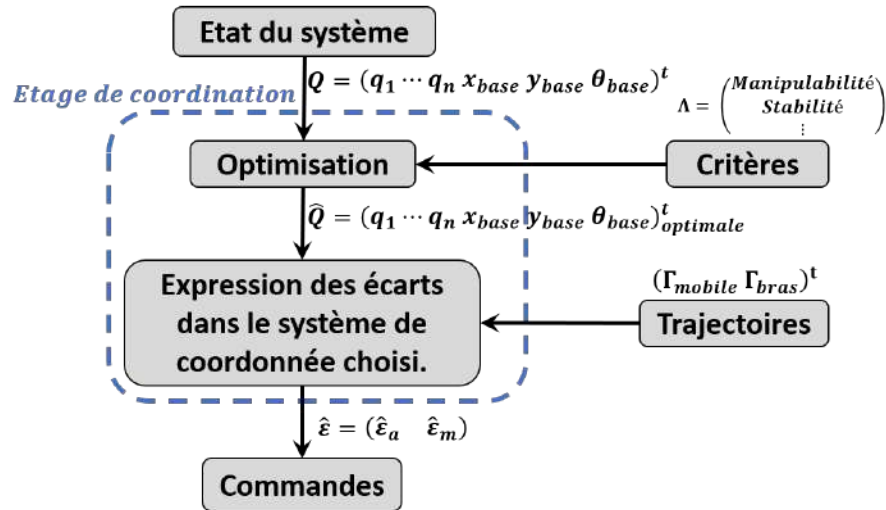 Etat du système
Q = (q₁ ⋯ qₙ x_base y_base θ_base)ᵗ
Etage de coordination
Λ = (Manipulabilité
Stabilité
⋮)
Optimisation
Critères
Q̂ = (q₁ ⋯ qₙ x_base y_base θ_base)ᵗ_optimale
Expression des écarts
dans le système de
coordonnée choisi.
(Γ_mobile Γ_bras)ᵗ
Trajectoires
ε̂ = (ε̂ₐ ε̂ₘ)
Commandes